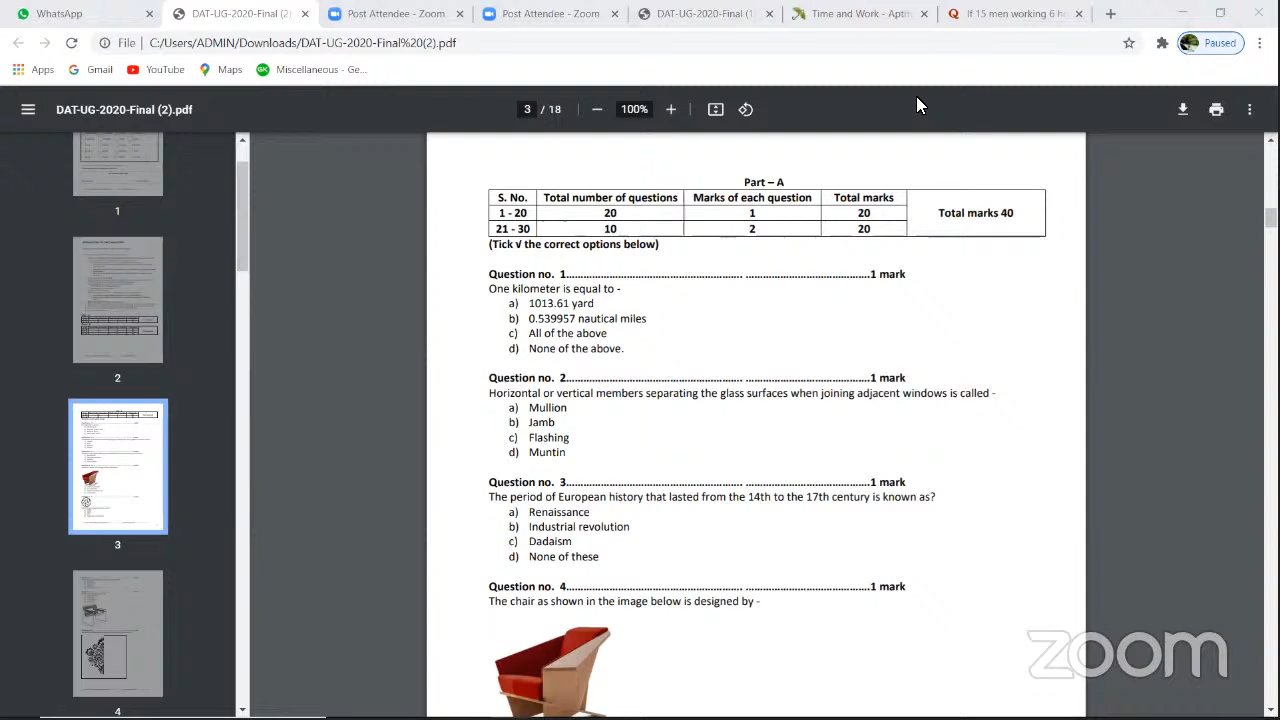 WhatsApp
DAT-UG-2020-Final (2).pdf
Post Attendee - Zoom
Post Attendee - Zoom
DAT-UG-2020-Final (1
Time and Work - Aptit
If 15 men working 6 h
File
C:/Users/ADMIN/Downloads/DAT-UG-2020-Final%20(2).pdf
Paused
Apps
Gmail
YouTube
Maps
Miscellaneous - Ge...
DAT-UG-2020-Final (2).pdf
3 / 18
100%
1
2
3
4
Part – A
S. No. Total number of questions Marks of each question Total marks Total marks 40
1 - 20 20 1 20
21 - 30 10 2 20
(Tick √ the correct options below)
Question no. 1...............................................................................................1 mark
One kilometer is equal to -
a) 1013.61 yard
b) 0.539957 nautical miles
c) All of the above
d) None of the above.
Question no. 2...............................................................................................1 mark
Horizontal or vertical members separating the glass surfaces when joining adjacent windows is called -
a) Mullion
b) Jamb
c) Flashing
d) Muntin
Question no. 3...............................................................................................1 mark
The period of European history that lasted from the 14th to the 17th century is known as?
a) Renaissance
b) Industrial revolution
c) Dadaism
d) None of these
Question no. 4...............................................................................................1 mark
The chair as shown in the image below is designed by -
zoom